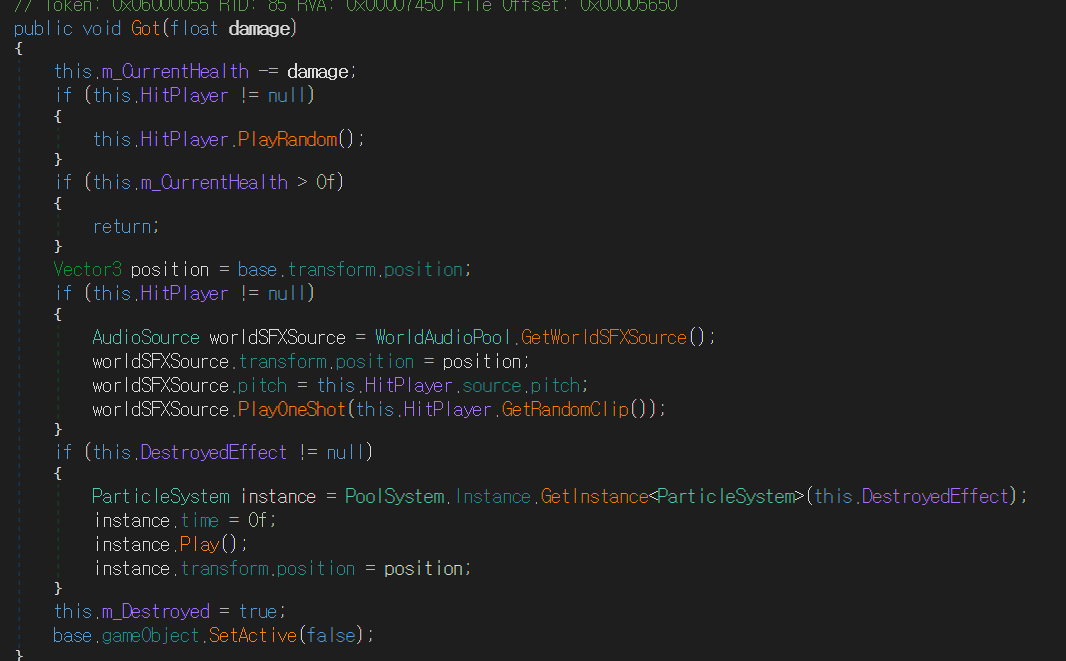 // Token: 0x06000055 RID: 85 RVA: 0x00007450 File Offset: 0x00005650
public void Got(float damage)
{
    this.m_CurrentHealth -= damage;
    if (this.HitPlayer != null)
    {
        this.HitPlayer.PlayRandom();
    }
    if (this.m_CurrentHealth > 0f)
    {
        return;
    }
    Vector3 position = base.transform.position;
    if (this.HitPlayer != null)
    {
        AudioSource worldSFXSource = WorldAudioPool.GetWorldSFXSource();
        worldSFXSource.transform.position = position;
        worldSFXSource.pitch = this.HitPlayer.source.pitch;
        worldSFXSource.PlayOneShot(this.HitPlayer.GetRandomClip());
    }
    if (this.DestroyedEffect != null)
    {
        ParticleSystem instance = PoolSystem.Instance.GetInstance<ParticleSystem>(this.DestroyedEffect);
        instance.time = 0f;
        instance.Play();
        instance.transform.position = position;
    }
    this.m_Destroyed = true;
    base.gameObject.SetActive(false);
}